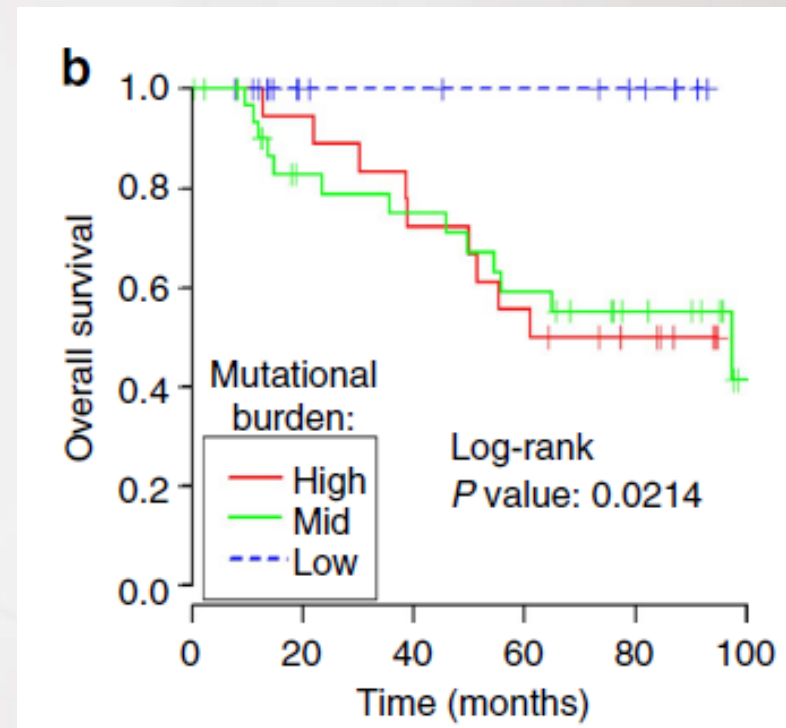 b
1.0
0.8
0.6
0.4
0.2
0.0
Overall survival
Mutational
burden:
High
Mid
Low
Log-rank
P value: 0.0214
0 20 40 60 80 100
Time (months)